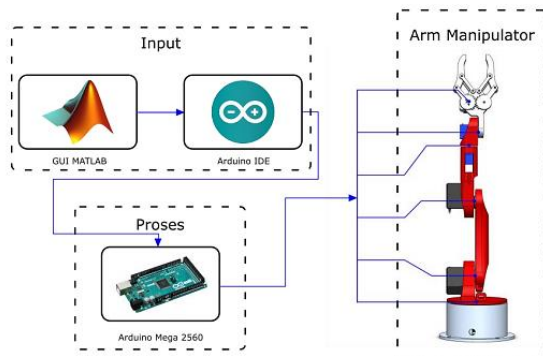 Input
GUI MATLAB
Arduino IDE
Proses
Arduino Mega 2560
Arm Manipulator